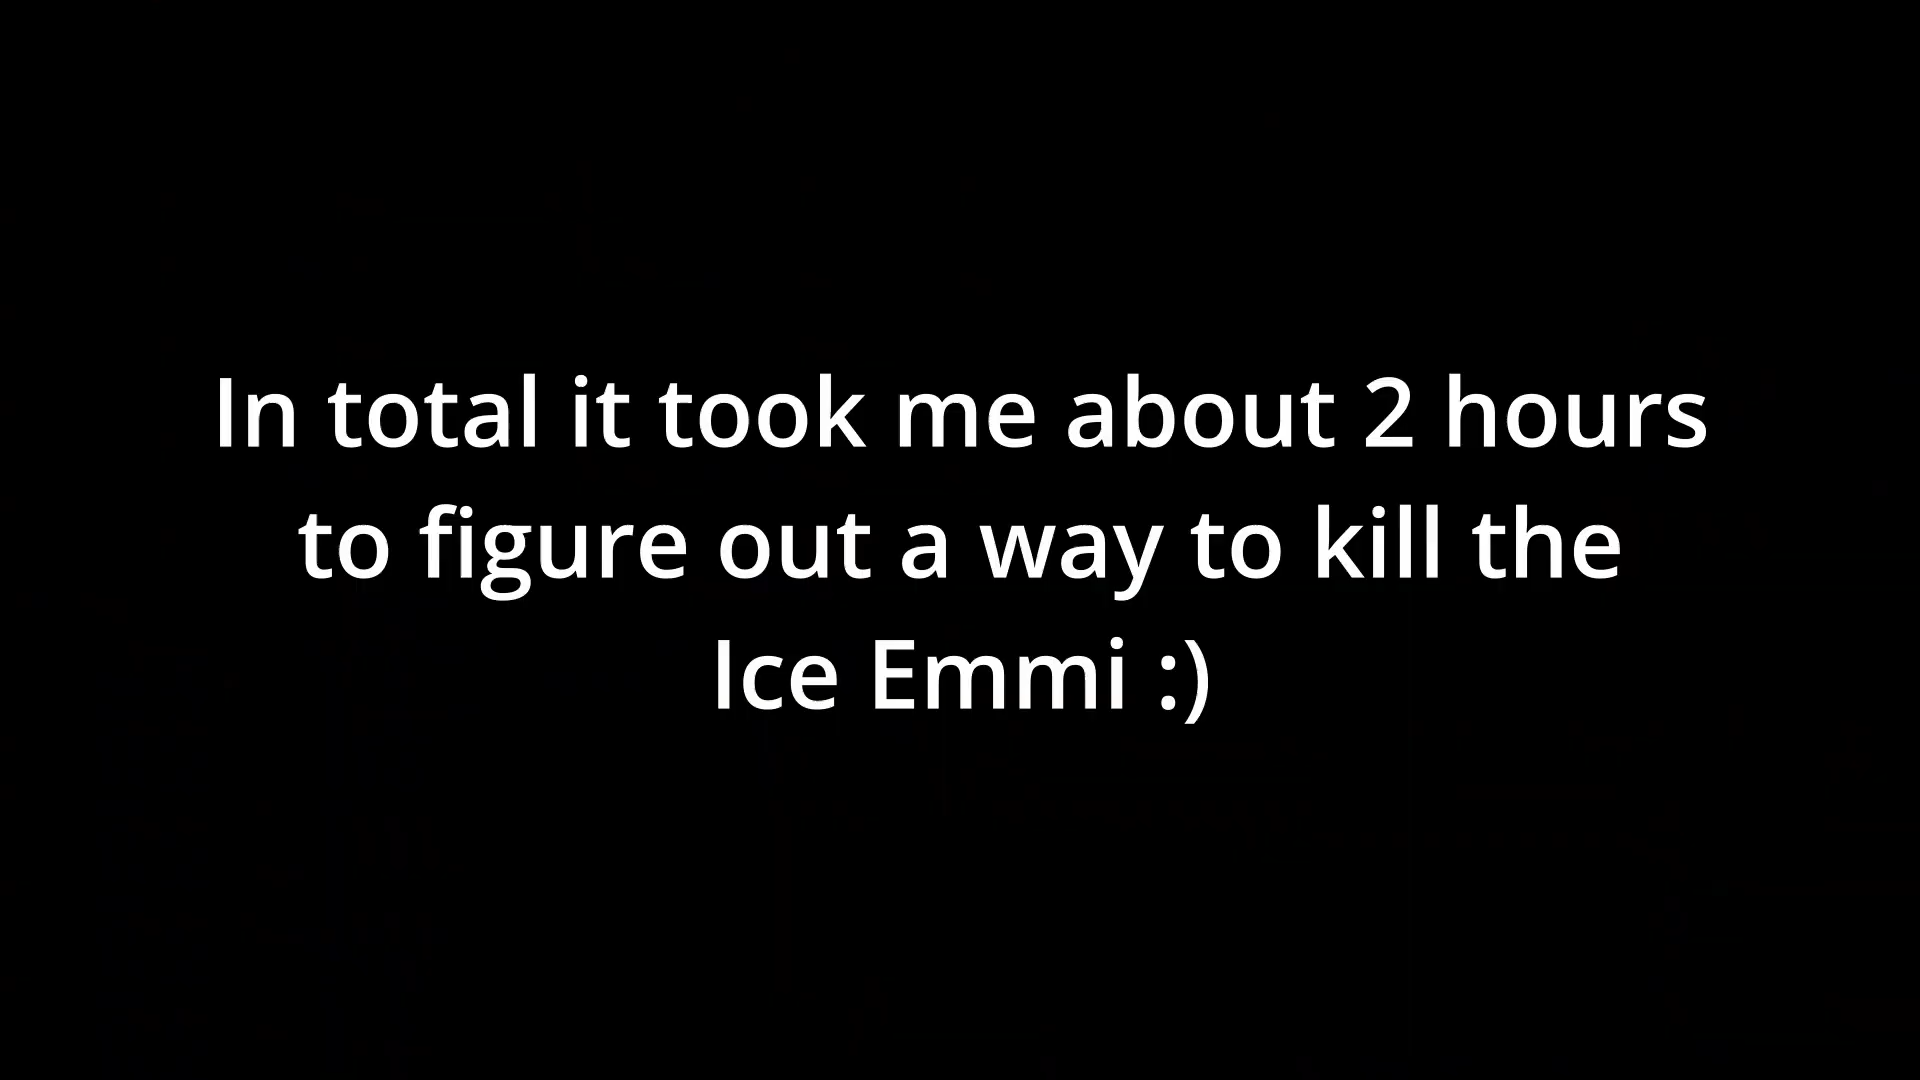 In total it took me about 2 hours
to figure out a way to kill the
Ice Emmi :)